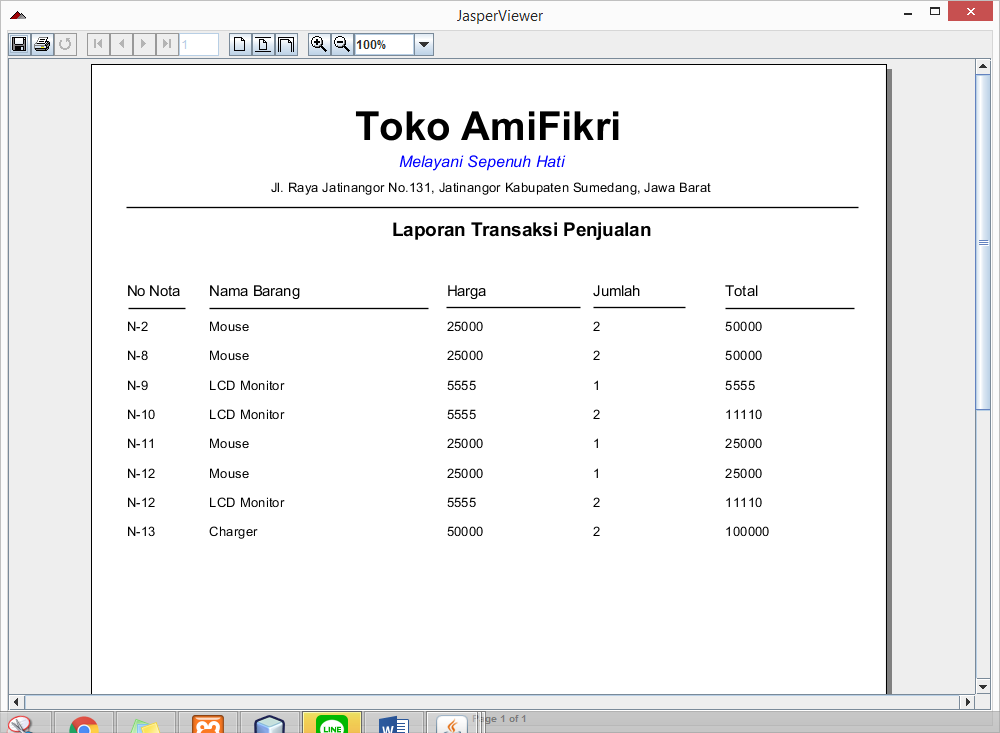 JasperViewer
1 100%
Toko AmiFikri
Melayani Sepenuh Hati
Jl. Raya Jatinangor No.131, Jatinangor Kabupaten Sumedang, Jawa Barat
Laporan Transaksi Penjualan
No Nota Nama Barang Harga Jumlah Total
N-2 Mouse 25000 2 50000
N-8 Mouse 25000 2 50000
N-9 LCD Monitor 5555 1 5555
N-10 LCD Monitor 5555 2 11110
N-11 Mouse 25000 1 25000
N-12 Mouse 25000 1 25000
N-12 LCD Monitor 5555 2 11110
N-13 Charger 50000 2 100000
Page 1 of 1
LINE
W